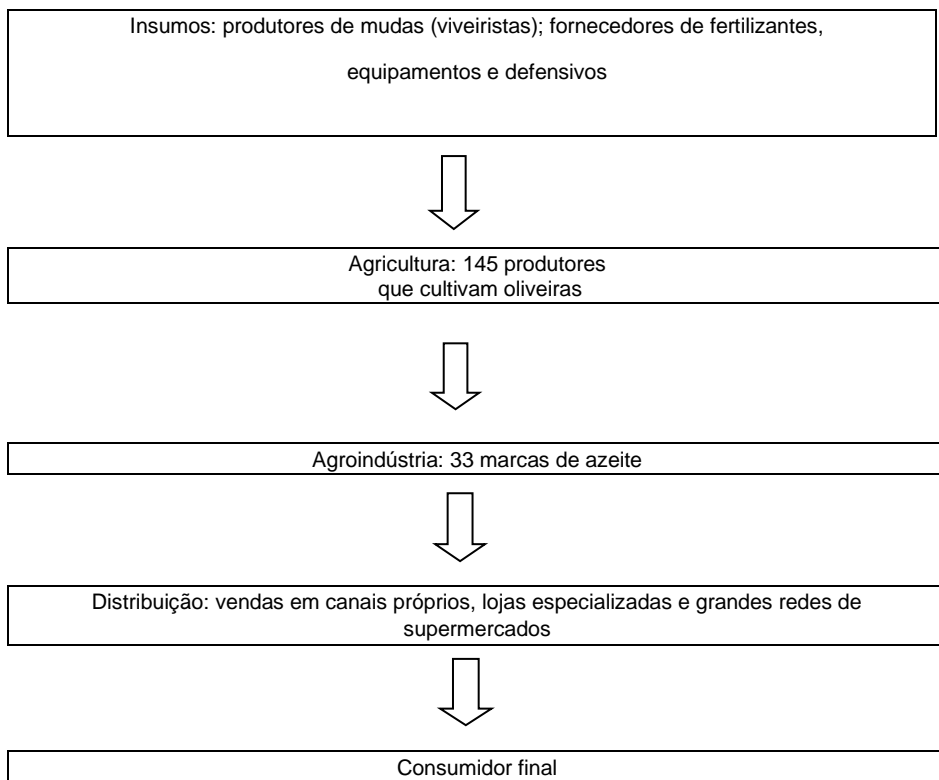 Insumos: produtores de mudas (viveiristas); fornecedores de fertilizantes,
equipamentos e defensivos
Agricultura: 145 produtores
que cultivam oliveiras
Agroindústria: 33 marcas de azeite
Distribuição: vendas em canais próprios, lojas especializadas e grandes redes de
supermercados
Consumidor final